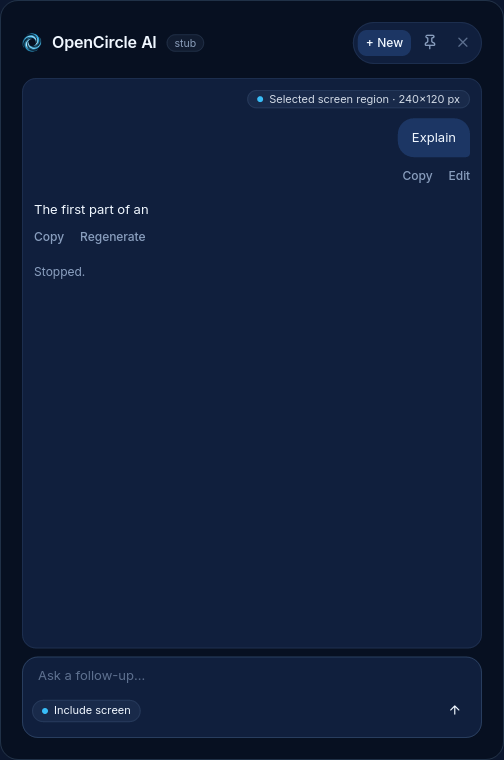 OpenCircle AI stub + New
Selected screen region · 240×120 px
Explain
Copy Edit
The first part of an
Copy Regenerate
Stopped.
Ask a follow-up...
Include screen